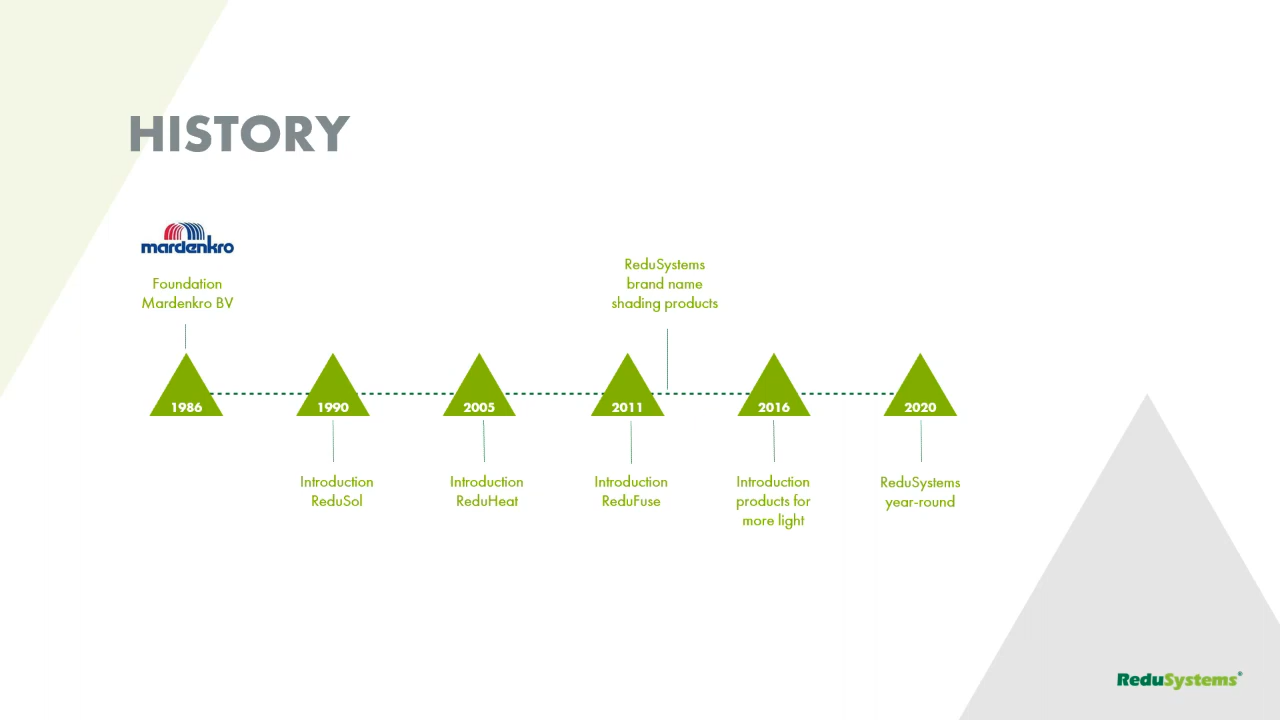 HISTORY
mardenkro
Foundation
Mardenkro BV
ReduSystems
brand name
shading products
1986
1990
2005
2011
2016
2020
Introduction
ReduSol
Introduction
ReduHeat
Introduction
ReduFuse
Introduction
products for
more light
ReduSystems
year-round
ReduSystems®